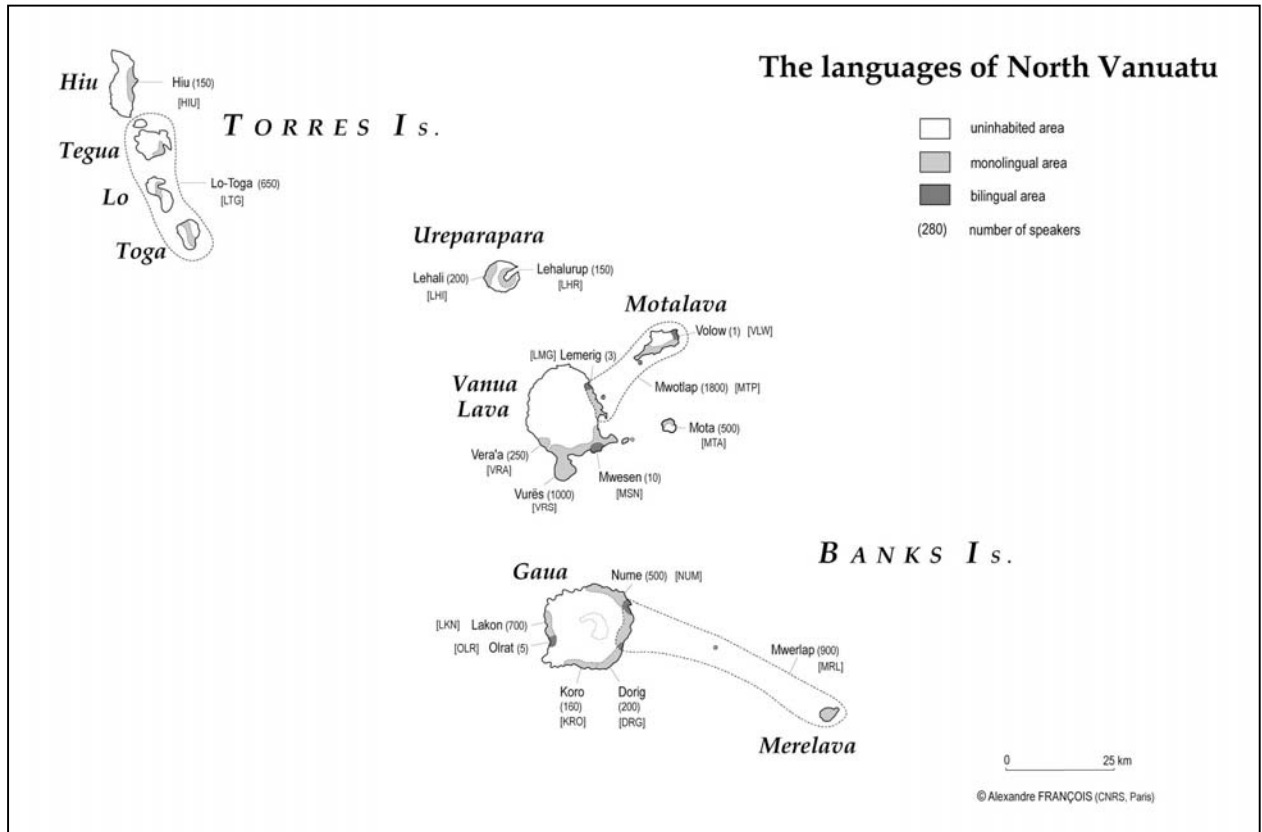 The languages of North Vanuatu
uninhabited area
monolingual area
bilingual area
(280) number of speakers
Hiu
Hiu (150)
[HIU]
TORRES Is.
Tegua
Lo
Lo-Toga (650)
[LTG]
Toga
Ureparapara
Lehali (200)
[LHI]
Lehalurup (150)
[LHR]
Motalava
Volow (1) [VLW]
[LMG] Lemerig (3)
Vanua
Lava
Mwotlap (1800) [MTP]
Mota (500)
[MTA]
Vera'a (250)
[VRA]
Mwesen (10)
[MSN]
Vurës (1000)
[VRS]
BANKS Is.
Gaua
Nume (500) [NUM]
[LKN] Lakon (700)
[OLR] Olrat (5)
Mwerlap (900)
[MRL]
Koro
(160)
[KRO]
Dorig
(200)
[DRG]
Merelava
0 25 km
© Alexandre FRANÇOIS (CNRS, Paris)